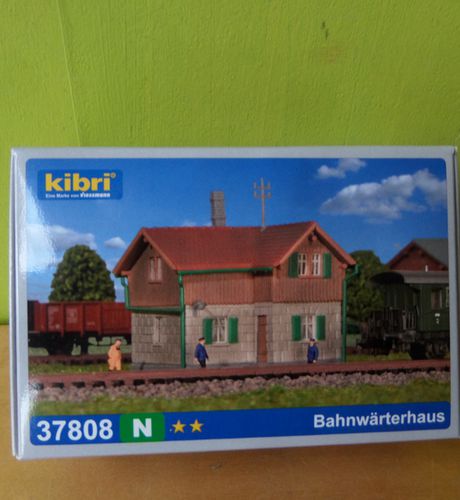 kibri
Eine Marke von Viessmann
37808 N Bahnwärterhaus